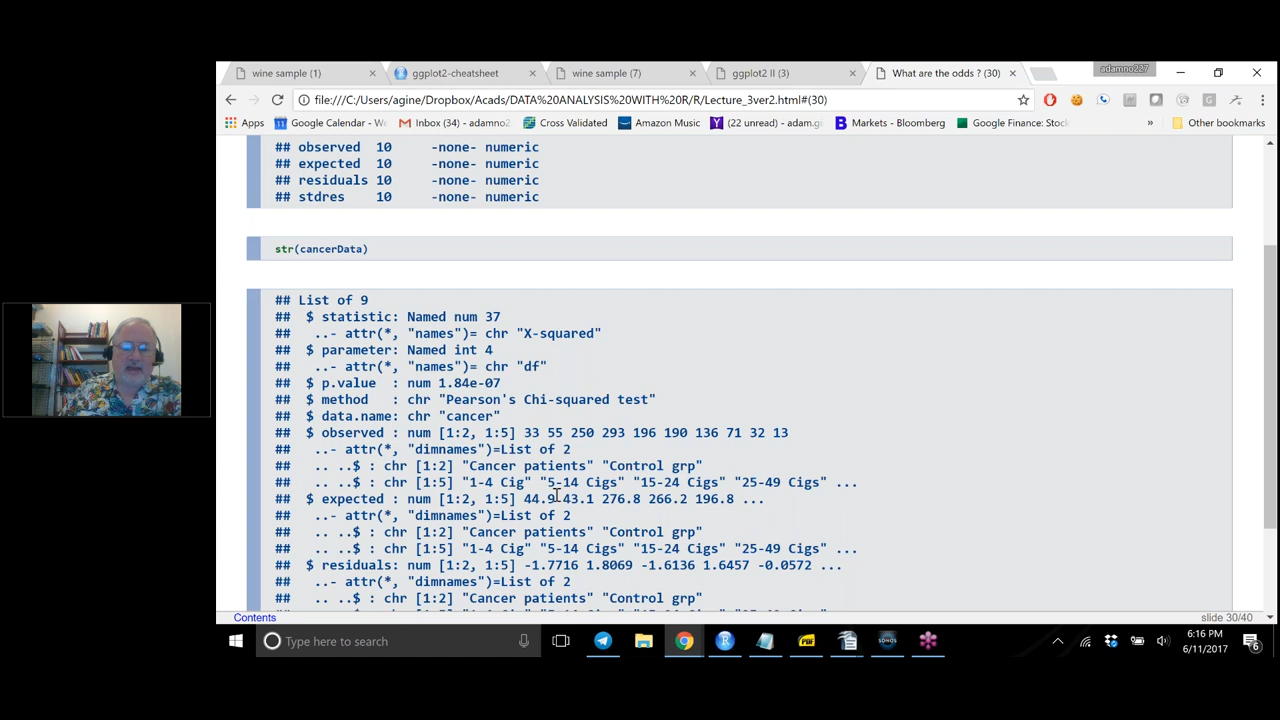 wine sample (1)
ggplot2-cheatsheet
wine sample (7)
ggplot2 II (3)
What are the odds ? (30)
adamno227
file:///C:/Users/agine/Dropbox/Acads/DATA%20ANALYSIS%20WITH%20R/R/Lecture_3ver2.html#(30)
Apps
Google Calendar - We
Inbox (34) - adamno2
Cross Validated
Amazon Music
(22 unread) - adam.gi
Markets - Bloomberg
Google Finance: Stock
»
Other bookmarks
## observed 10 -none- numeric
## expected 10 -none- numeric
## residuals 10 -none- numeric
## stdres 10 -none- numeric
str(cancerData)
## List of 9
## $ statistic: Named num 37
## ..- attr(*, "names")= chr "X-squared"
## $ parameter: Named int 4
## ..- attr(*, "names")= chr "df"
## $ p.value : num 1.84e-07
## $ method : chr "Pearson's Chi-squared test"
## $ data.name: chr "cancer"
## $ observed : num [1:2, 1:5] 33 55 250 293 196 190 136 71 32 13
## ..- attr(*, "dimnames")=List of 2
## .. ..$ : chr [1:2] "Cancer patients" "Control grp"
## .. ..$ : chr [1:5] "1-4 Cig" "5-14 Cigs" "15-24 Cigs" "25-49 Cigs" ...
## $ expected : num [1:2, 1:5] 44.9 43.1 276.8 266.2 196.8 ...
## ..- attr(*, "dimnames")=List of 2
## .. ..$ : chr [1:2] "Cancer patients" "Control grp"
## .. ..$ : chr [1:5] "1-4 Cig" "5-14 Cigs" "15-24 Cigs" "25-49 Cigs" ...
## $ residuals: num [1:2, 1:5] -1.7716 1.8069 -1.6136 1.6457 -0.0572 ...
## ..- attr(*, "dimnames")=List of 2
## .. ..$ : chr [1:2] "Cancer patients" "Control grp"
Contents
slide 30/40
Type here to search
6:16 PM
6/11/2017
6